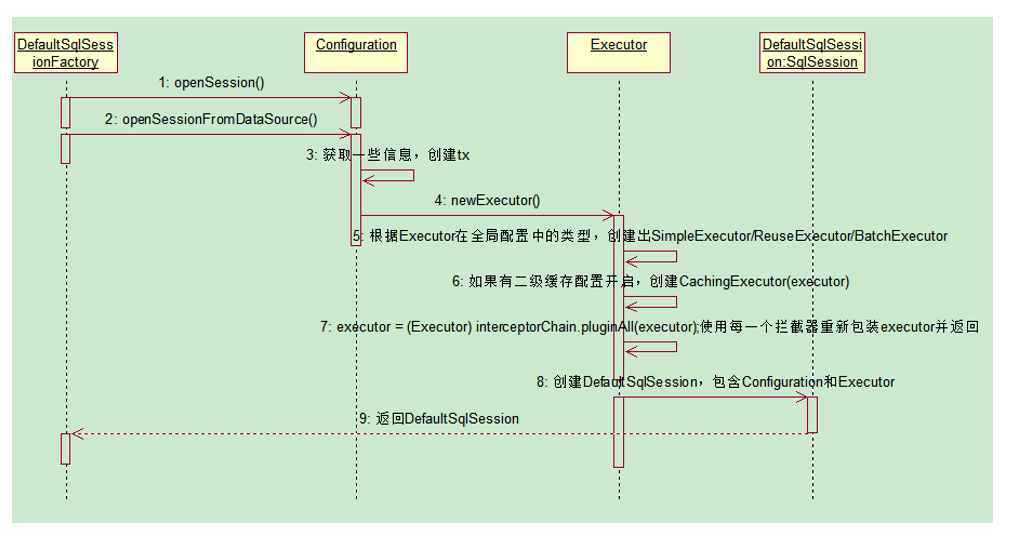 DefaultSqlSess
ionFactory
Configuration
Executor
DefaultSqlSessi
on:SqlSession
1: openSession()
2: openSessionFromDataSource()
3: 获取一些信息，创建tx
4: newExecutor()
5: 根据Executor在全局配置中的类型，创建出SimpleExecutor/ReuseExecutor/BatchExecutor
6: 如果有二级缓存配置开启，创建CachingExecutor(executor)
7: executor = (Executor) interceptorChain.pluginAll(executor);使用每一个拦截器重新包装executor并返回
8: 创建DefaultSqlSession，包含Configuration和Executor
9: 返回DefaultSqlSession